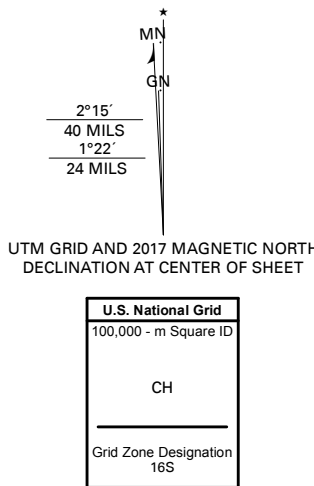 ★
MN
GN
2°15´
40 MILS
1°22´
24 MILS
UTM GRID AND 2017 MAGNETIC NORTH
DECLINATION AT CENTER OF SHEET
U.S. National Grid
100,000 - m Square ID
CH
Grid Zone Designation
16S